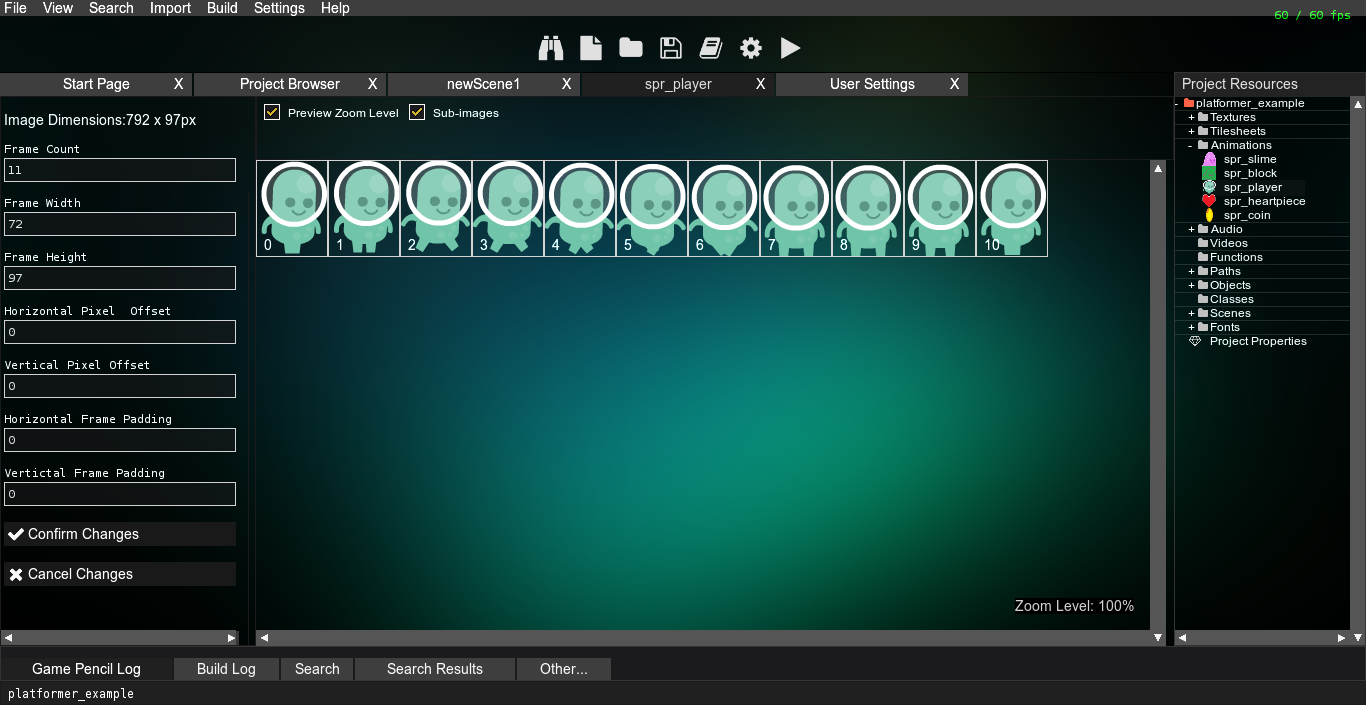 File View Search Import Build Settings Help
60 / 60 fps
Start Page X Project Browser X newScene1 X spr_player X User Settings X
Project Resources
Image Dimensions:792 x 97px
Frame Count
11
Frame Width
72
Frame Height
97
Horizontal Pixel  Offset
0
Vertical Pixel Offset
0
Horizontal Frame Padding
0
Vertictal Frame Padding
0
Confirm Changes
Cancel Changes
Preview Zoom Level Sub-images
0 1 2 3 4 5 6 7 8 9 10
Zoom Level: 100%
- platformer_example
+ Textures
+ Tilesheets
- Animations
spr_slime
spr_block
spr_player
spr_heartpiece
spr_coin
+ Audio
Videos
Functions
+ Paths
+ Objects
Classes
+ Scenes
+ Fonts
Project Properties
Game Pencil Log Build Log Search Search Results Other...
platformer_example